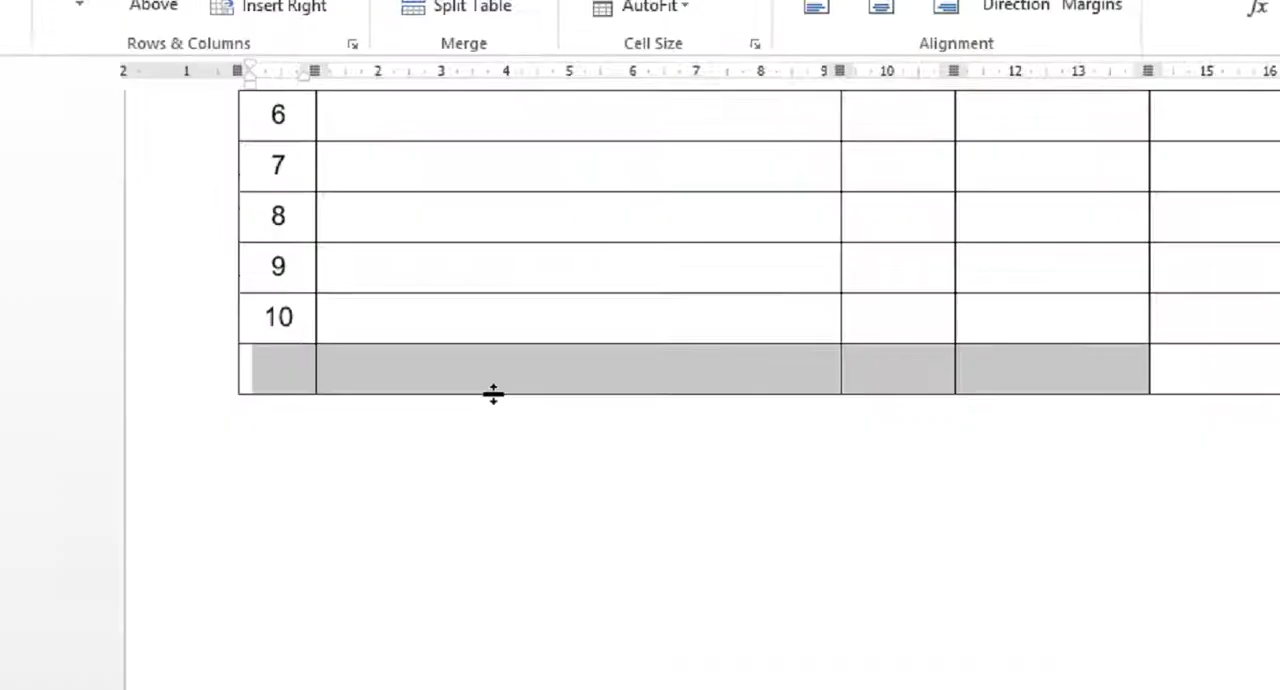 Above Insert Right Split Table AutoFit Direction Margins fx
Rows & Columns Merge Cell Size Alignment
2 1 2 3 4 5 6 7 8 9 10 12 13 15 16
6
7
8
9
10